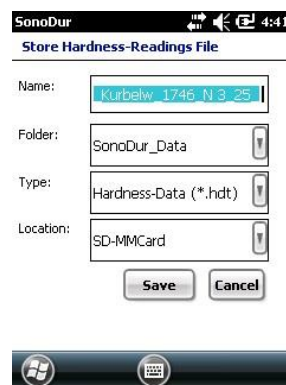 SonoDur 4:41
Store Hardness-Readings File
Name: Kurbelw_1746_N 3_25
Folder: SonoDur_Data
Type: Hardness-Data (*.hdt)
Location: SD-MMCard
Save Cancel